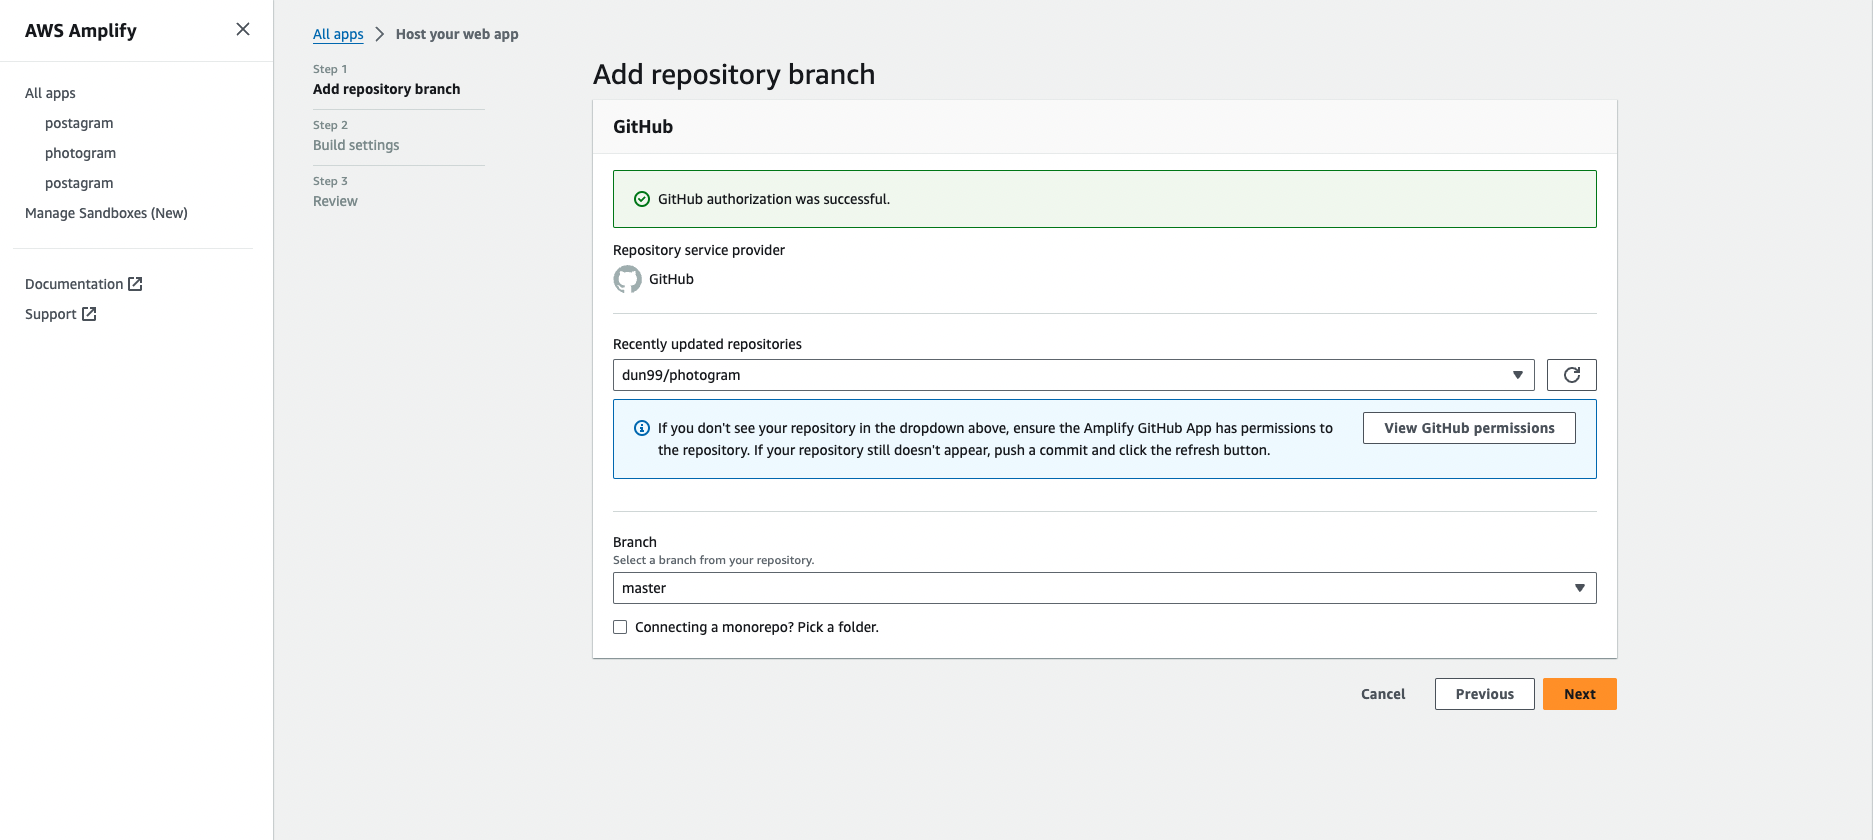 AWS Amplify
All apps
postagram
photogram
postagram
Manage Sandboxes (New)
Documentation
Support
All apps
Host your web app
Step 1
Add repository branch
Step 2
Build settings
Step 3
Review
Add repository branch
GitHub
GitHub authorization was successful.
Repository service provider
GitHub
Recently updated repositories
dun99/photogram
If you don't see your repository in the dropdown above, ensure the Amplify GitHub App has permissions to
the repository. If your repository still doesn't appear, push a commit and click the refresh button.
View GitHub permissions
Branch
Select a branch from your repository.
master
Connecting a monorepo? Pick a folder.
Cancel
Previous
Next